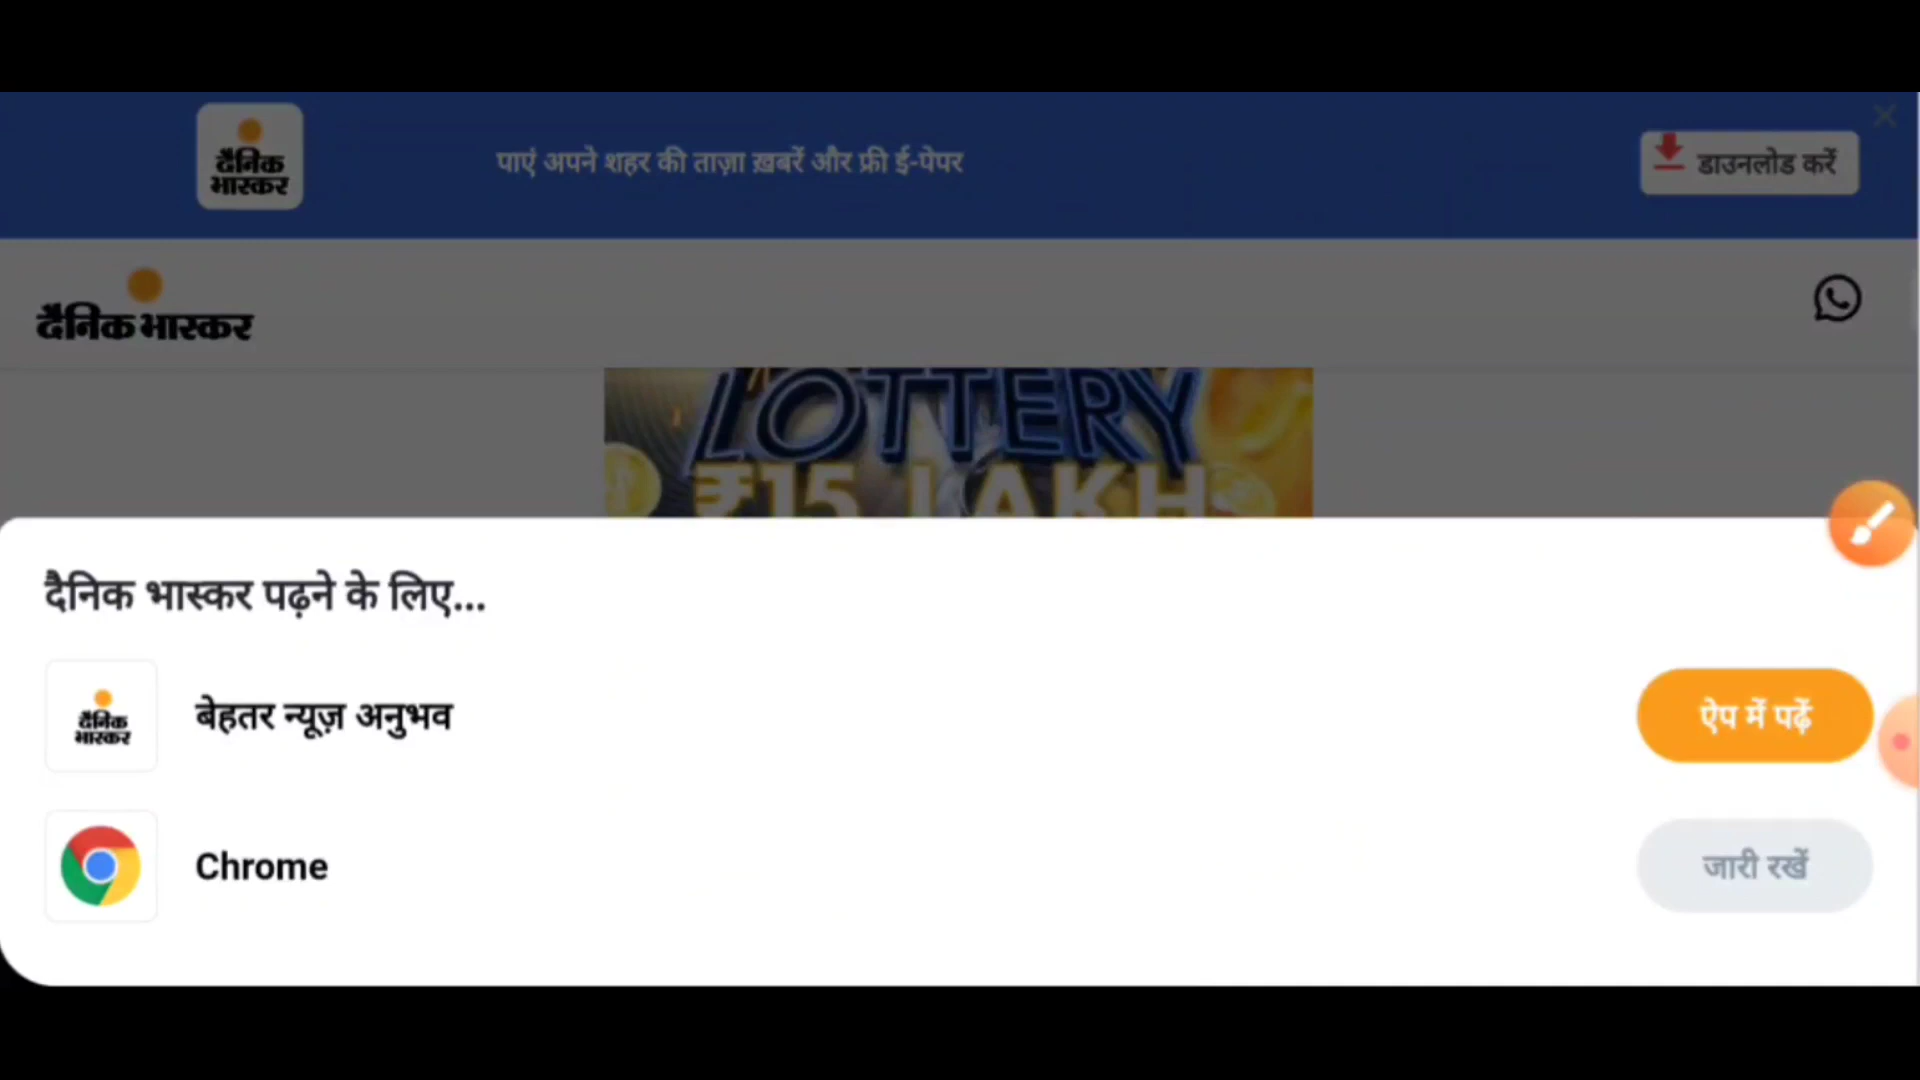 दैनिक
भास्कर
पाएं अपने शहर की ताज़ा ख़बरें और फ्री ई-पेपर
डाउनलोड करें
दैनिक भास्कर
LOTTERY
₹15 LAKH
दैनिक भास्कर पढ़ने के लिए...
दैनिक
भास्कर
बेहतर न्यूज़ अनुभव
ऐप में पढ़ें
Chrome
जारी रखें